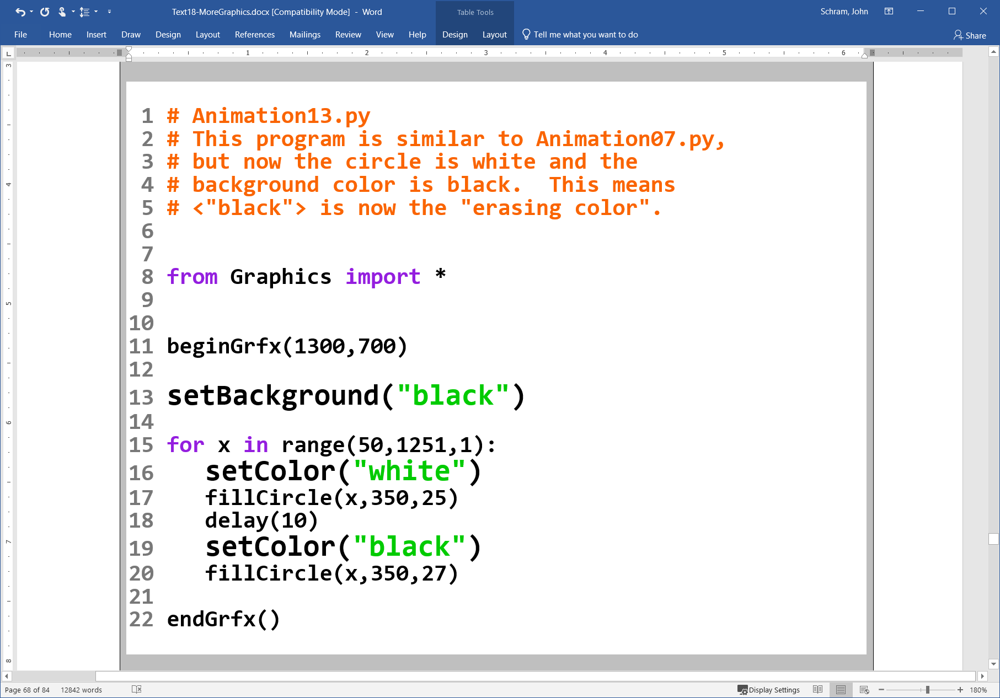 Text18-MoreGraphics.docx [Compatibility Mode] - Word
Table Tools
Schram, John
File Home Insert Draw Design Layout References Mailings Review View Help Design Layout Tell me what you want to do Share
1 2 3 4 5 6
3
4
5
6
7
8
1 # Animation13.py
2 # This program is similar to Animation07.py,
3 # but now the circle is white and the
4 # background color is black.  This means
5 # <"black"> is now the "erasing color".
6
7
8 from Graphics import *
9
10
11 beginGrfx(1300,700)
12
13 setBackground("black")
14
15 for x in range(50,1251,1):
16    setColor("white")
17    fillCircle(x,350,25)
18    delay(10)
19    setColor("black")
20    fillCircle(x,350,27)
21
22 endGrfx()
Page 68 of 84 12842 words Display Settings 180%